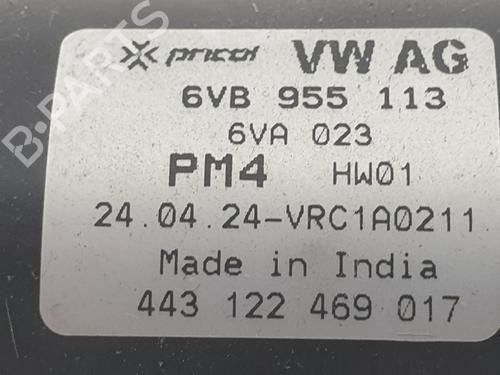 pricol VW AG
6VB 955 113
6VA 023
PM4 HW01
24.04.24-VRC1A0211
Made in India
443 122 469 017
B-PARTS